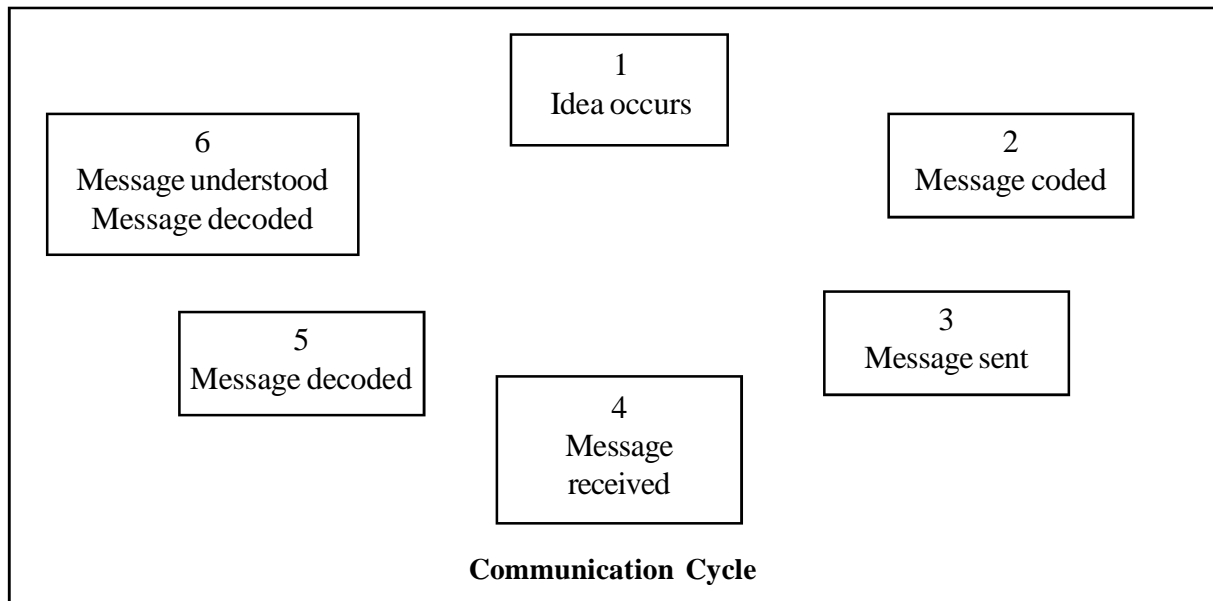 1
Idea occurs
2
Message coded
3
Message sent
4
Message
received
5
Message decoded
6
Message understood
Message decoded
Communication Cycle